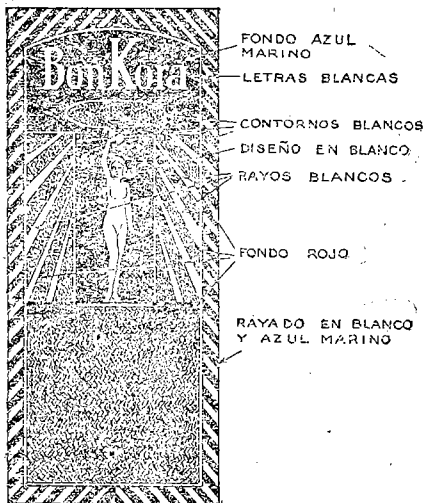 BonKora
FONDO AZUL
MARINO
LETRAS BLANCAS
CONTORNOS BLANCOS
DISEÑO EN BLANCO
RAYOS BLANCOS
FONDO ROJO
RAYADO EN BLANCO
Y AZUL MARINO